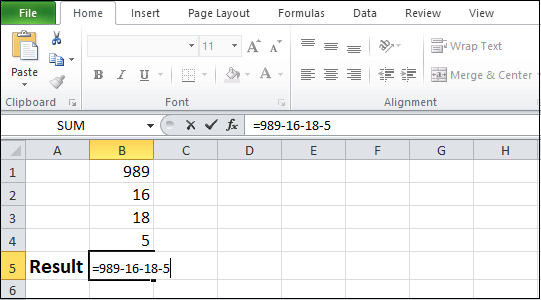 File Home Insert Page Layout Formulas Data Review View
Paste
11 A A Wrap Text
B I U A Merge & Center
Clipboard Font Alignment
SUM fx =989-16-18-5
A B C D E F G H
1 989
2 16
3 18
4 5
5 Result =989-16-18-5
6